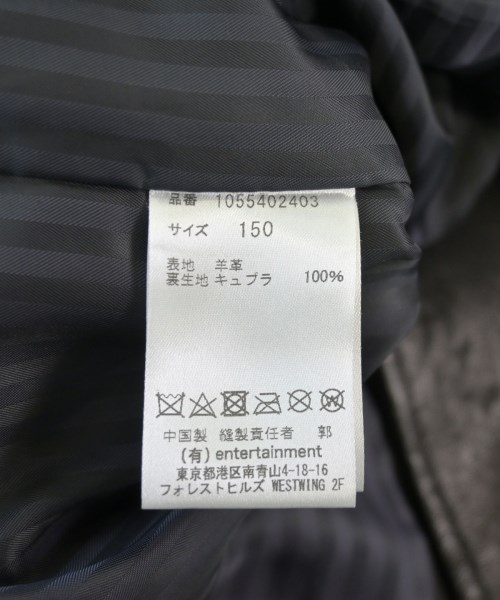 品番 1055402403
サイズ 150
表地 羊革
裏生地 キュプラ 100%
中国製 縫製責任者 郭
(有) entertainment
東京都港区南青山4-18-16
フォレストヒルズ WESTWING 2F